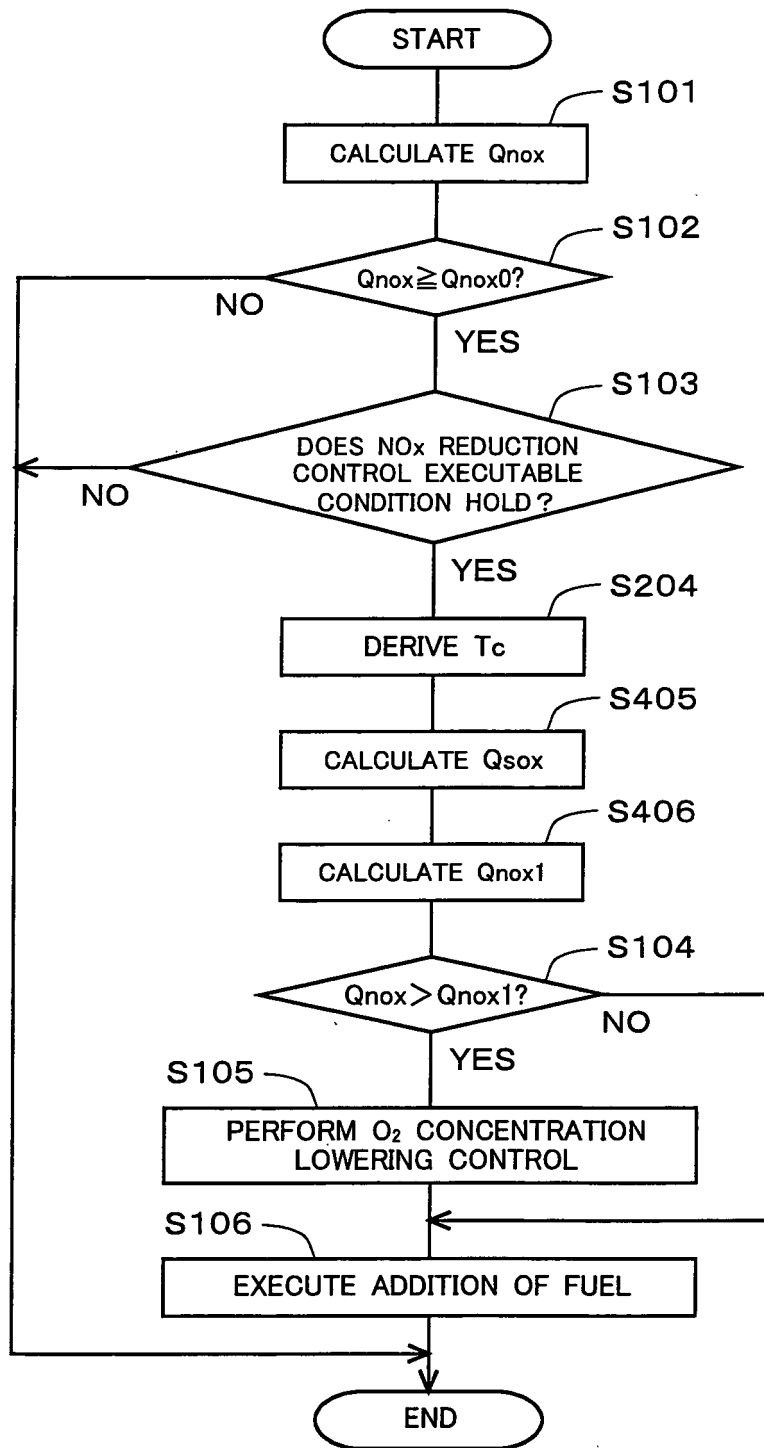 START
S101
CALCULATE Qnox
S102
Qnox≧Qnox0?
NO
YES
S103
DOES NOx REDUCTION
CONTROL EXECUTABLE
CONDITION HOLD?
NO
YES
S204
DERIVE Tc
S405
CALCULATE Qsox
S406
CALCULATE Qnox1
S104
Qnox>Qnox1?
NO
YES
S105
PERFORM O₂ CONCENTRATION
LOWERING CONTROL
S106
EXECUTE ADDITION OF FUEL
END